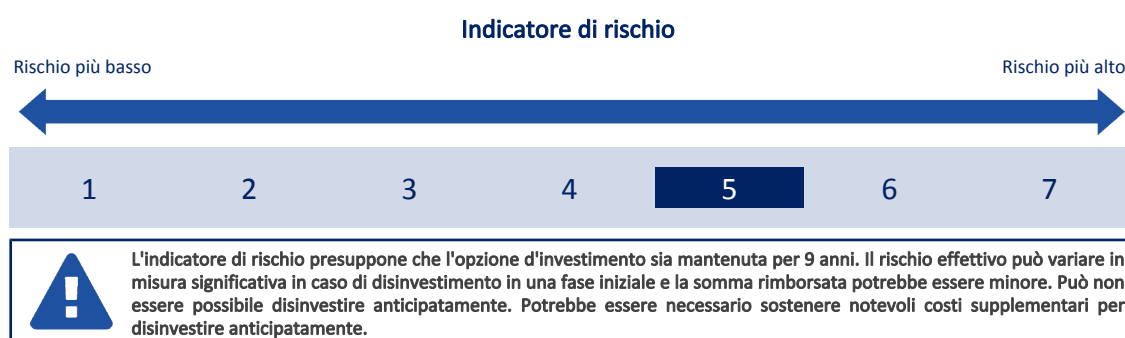 Indicatore di rischio
Rischio più basso
Rischio più alto
1 2 3 4 5 6 7
L'indicatore di rischio presuppone che l'opzione d'investimento sia mantenuta per 9 anni. Il rischio effettivo può variare in
misura significativa in caso di disinvestimento in una fase iniziale e la somma rimborsata potrebbe essere minore. Può non
essere possibile disinvestire anticipatamente. Potrebbe essere necessario sostenere notevoli costi supplementari per
disinvestire anticipatamente.